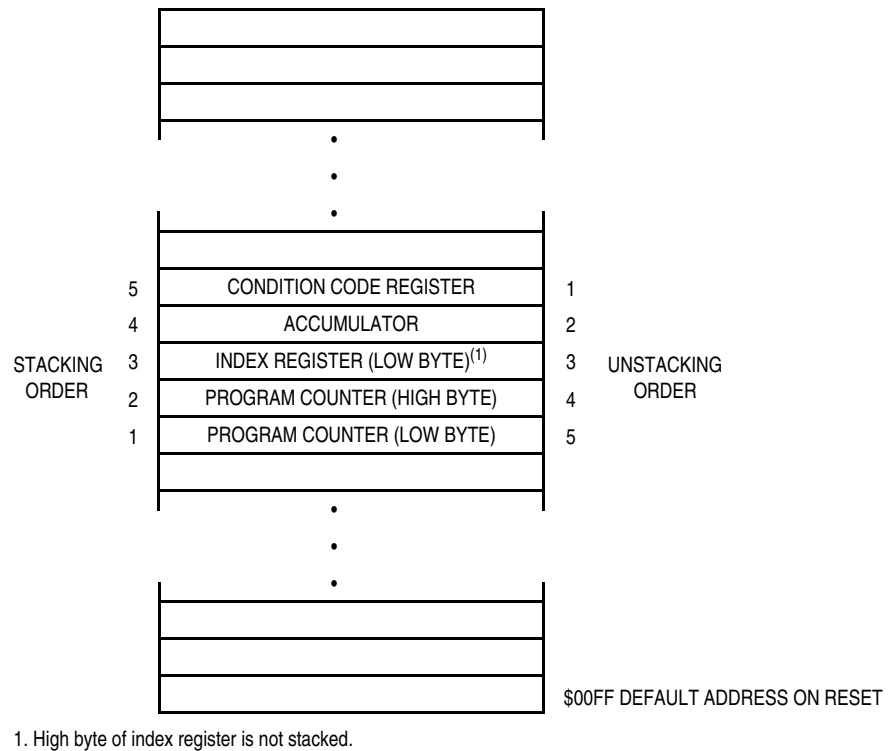 5 CONDITION CODE REGISTER 1
4 ACCUMULATOR 2
STACKING ORDER 3 INDEX REGISTER (LOW BYTE)(1) 3 UNSTACKING ORDER
2 PROGRAM COUNTER (HIGH BYTE) 4
1 PROGRAM COUNTER (LOW BYTE) 5
$00FF DEFAULT ADDRESS ON RESET
1. High byte of index register is not stacked.